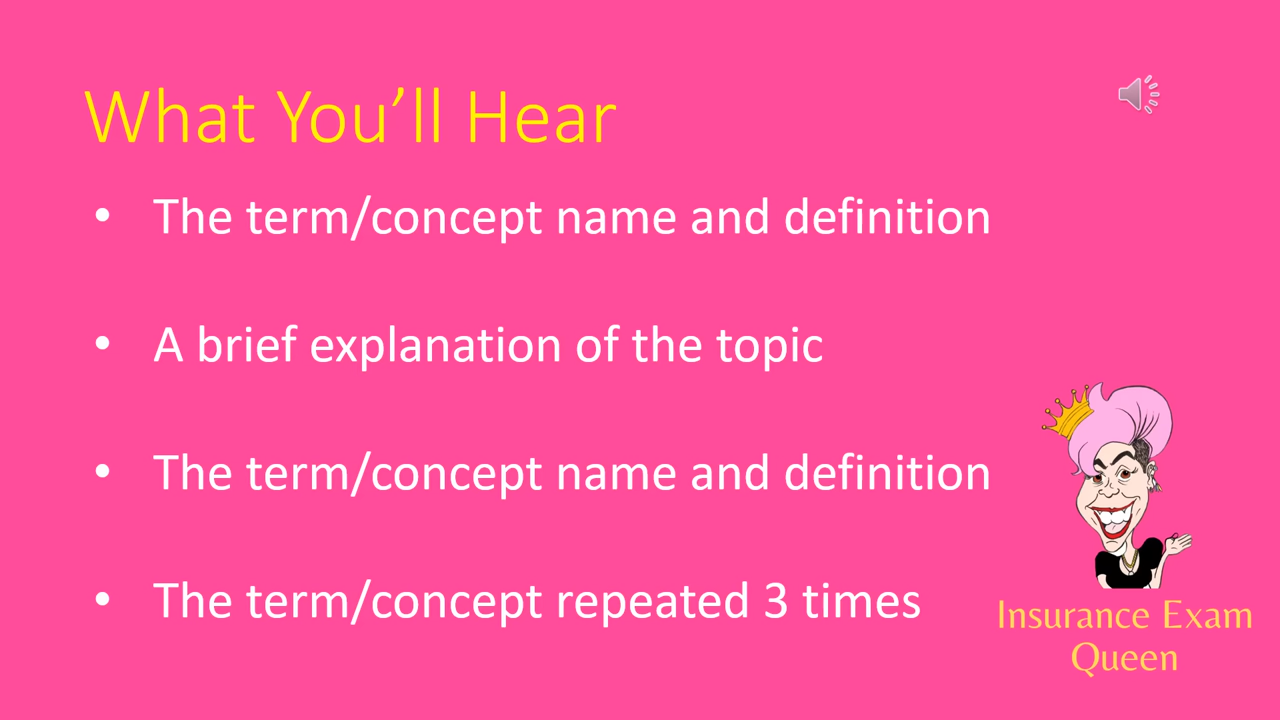 What You’ll Hear
• The term/concept name and definition
• A brief explanation of the topic
• The term/concept name and definition
• The term/concept repeated 3 times
Insurance Exam
Queen